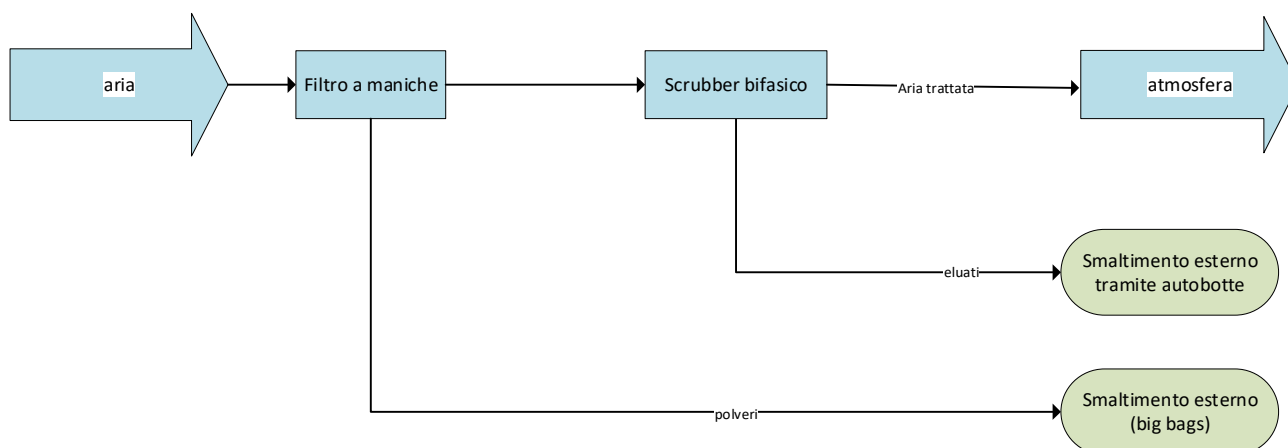 aria
Filtro a maniche
Scrubber bifasico
Aria trattata
atmosfera
eluati
Smaltimento esterno
tramite autobotte
polveri
Smaltimento esterno
(big bags)